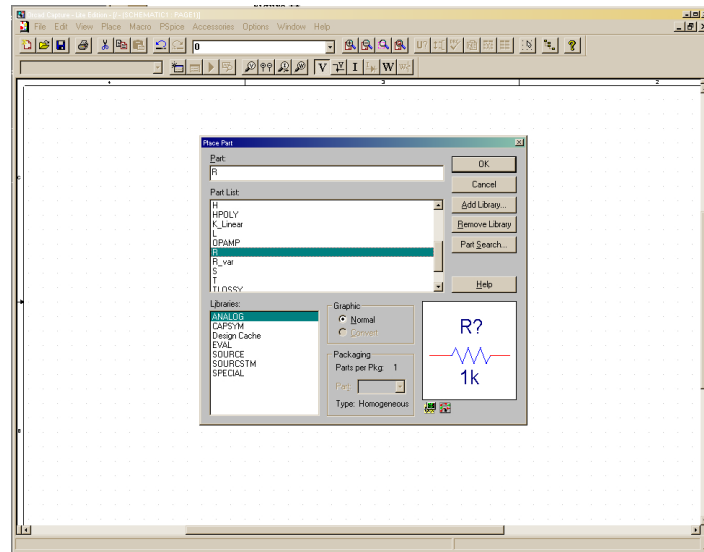 File Edit View Place Macro PSpice Accessories Options Window Help
0
U?
V I W
3 2
Place Part
Part:
R
OK
Cancel
Part List:
H
HPOLY
K_Linear
L
OPAMP
R
R_var
S
T
TLOSSY
Add Library...
Remove Library
Part Search...
Help
Libraries:
ANALOG
CAPSYM
Design Cache
EVAL
SOURCE
SOURCSTM
SPECIAL
Graphic
Normal
Convert
Packaging
Parts per Pkg: 1
Part:
Type: Homogeneous
R?
1k